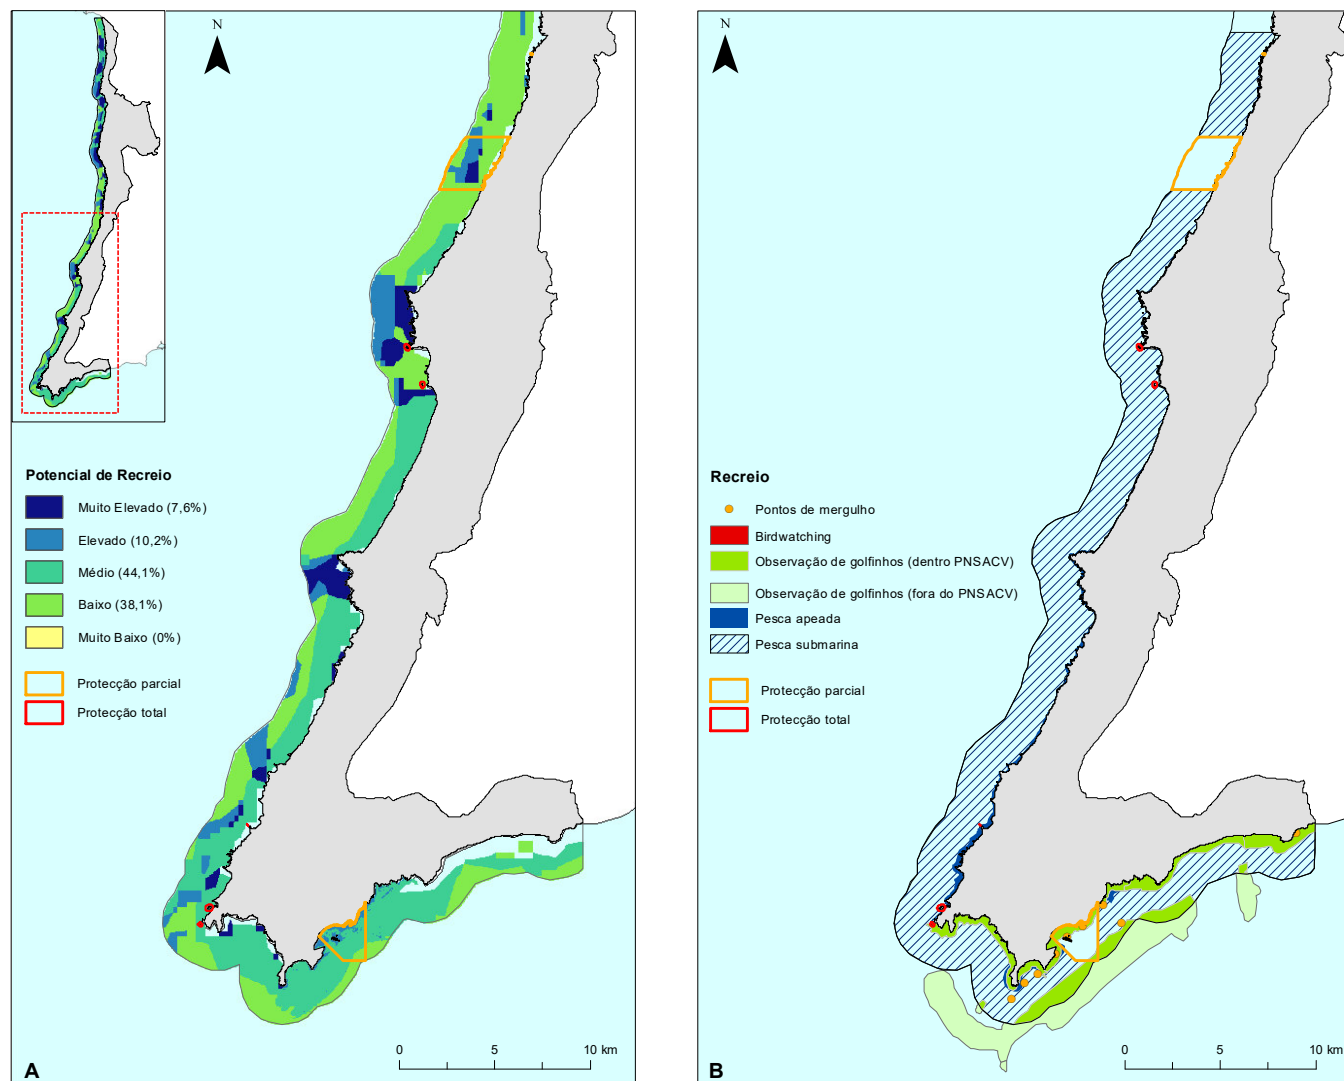 N
Potencial de Recreio
Muito Elevado (7,6%)
Elevado (10,2%)
Médio (44,1%)
Baixo (38,1%)
Muito Baixo (0%)
Protecção parcial
Protecção total
0 5 10 km
A
N
Recreio
Pontos de mergulho
Birdwatching
Observação de golfinhos (dentro PNSACV)
Observação de golfinhos (fora do PNSACV)
Pesca apeada
Pesca submarina
Protecção parcial
Protecção total
0 5 10 km
B